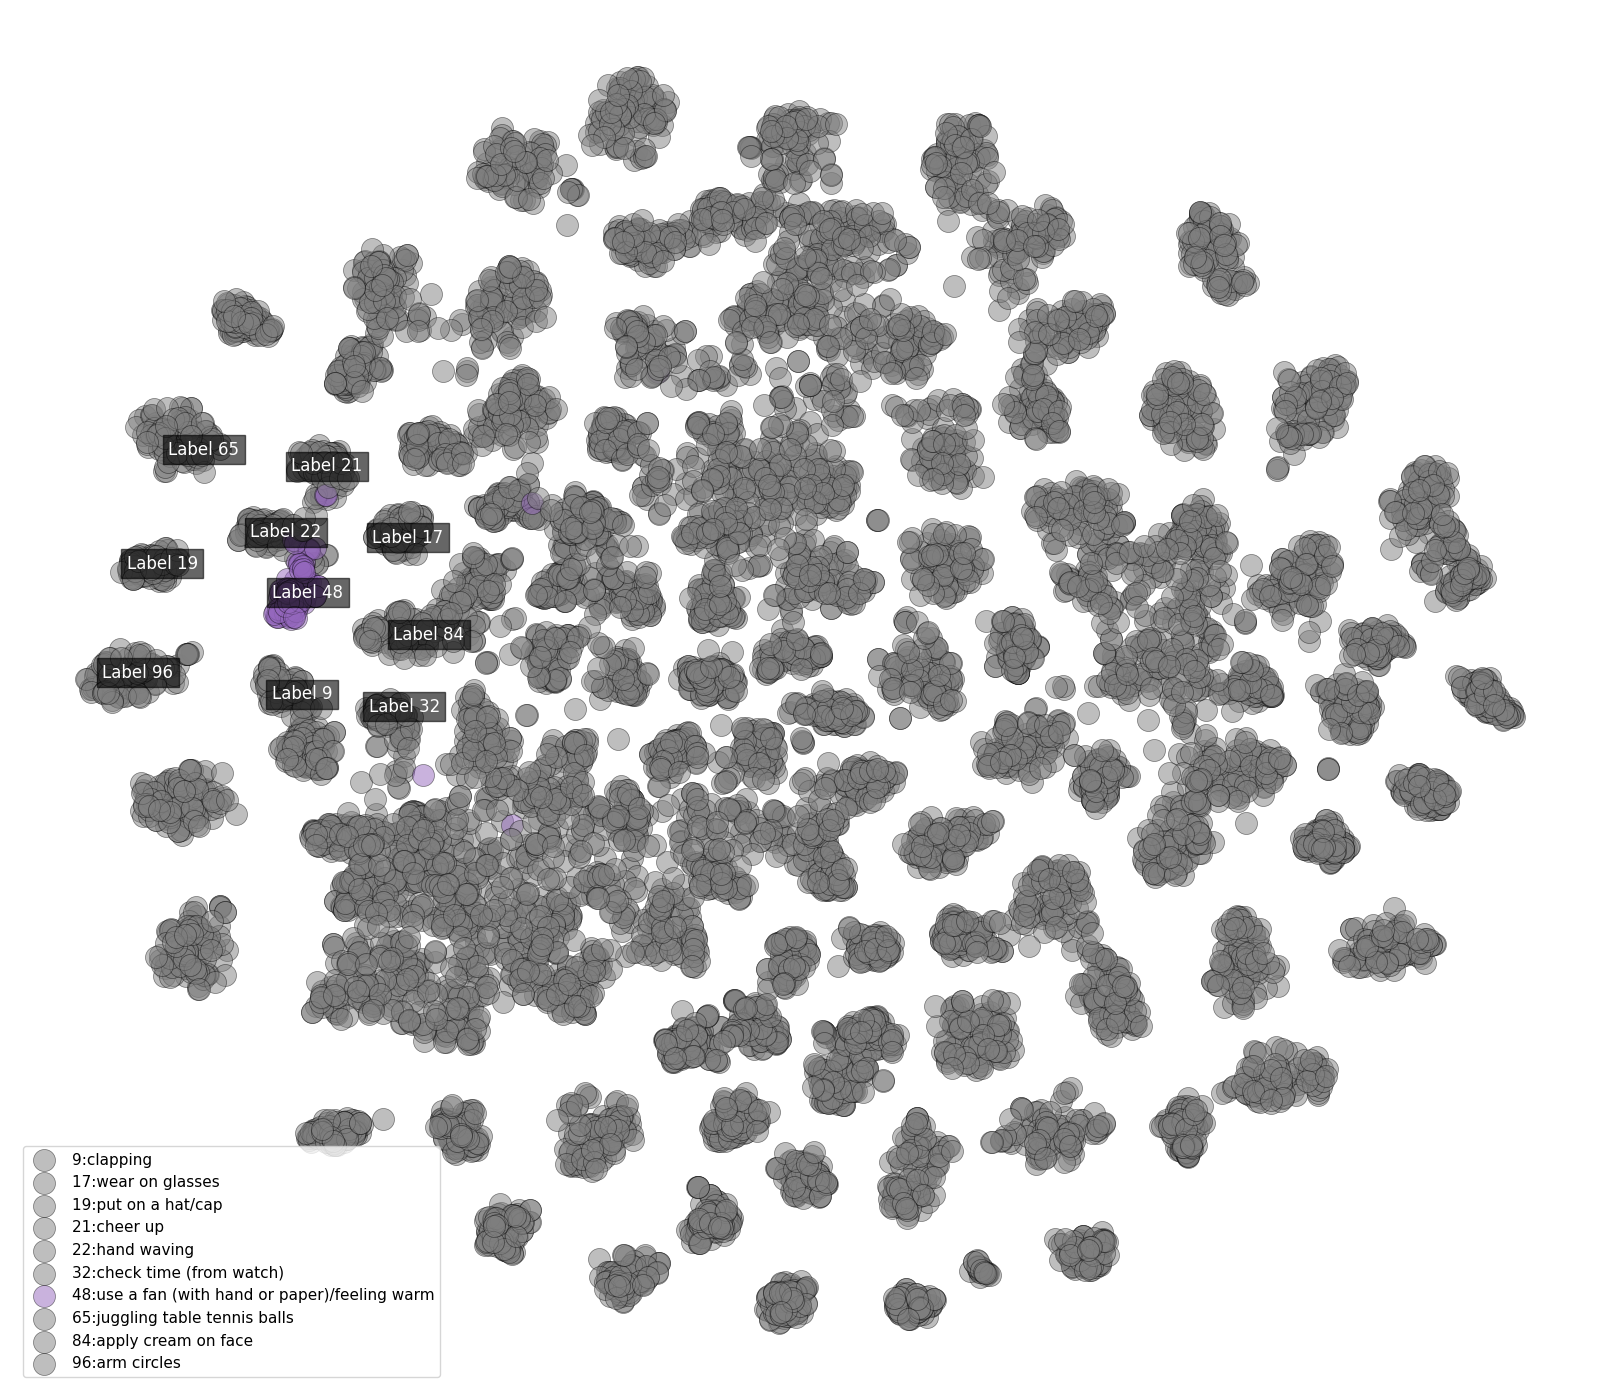 Label 65
Label 21
Label 22
Label 17
Label 19
Label 48
Label 84
Label 96
Label 9
Label 32
9:clapping
17:wear on glasses
19:put on a hat/cap
21:cheer up
22:hand waving
32:check time (from watch)
48:use a fan (with hand or paper)/feeling warm
65:juggling table tennis balls
84:apply cream on face
96:arm circles